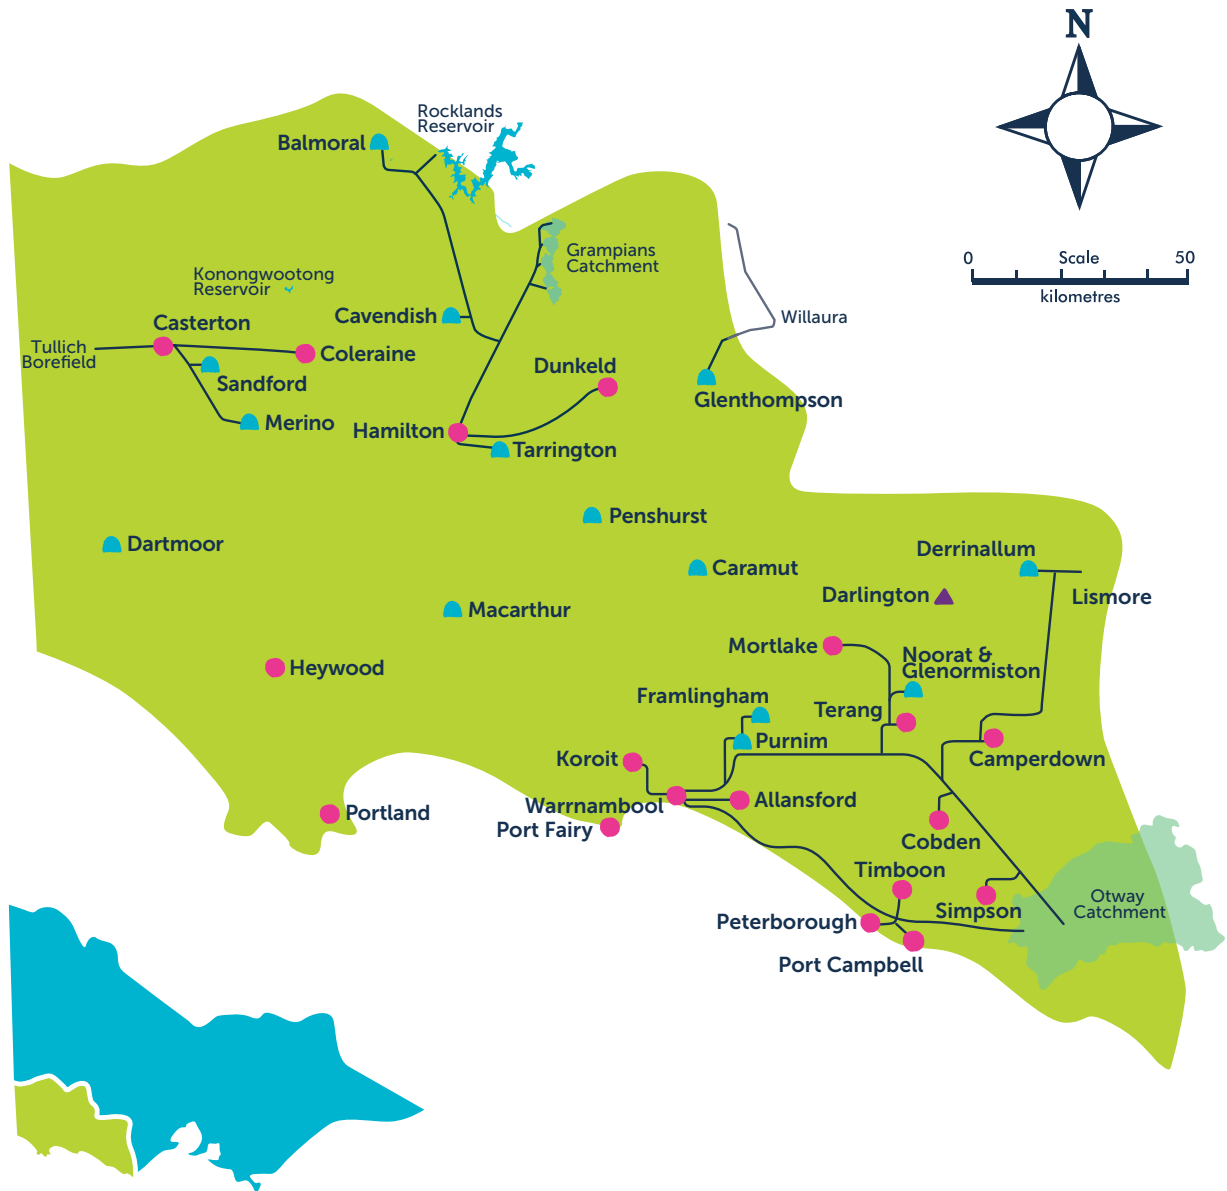 N
Rocklands
Reservoir
Balmoral
0
Scale
50
kilometres
Grampians
Catchment
Konongwootong
Reservoir
Cavendish
Willaura
Casterton
Tullich
Borefield
Coleraine
Dunkeld
Sandford
Glenthompson
Merino
Hamilton
Tarrington
Penshurst
Dartmoor
Derrinallum
Caramut
Darlington
Lismore
Macarthur
Mortlake
Noorat &
Glenormiston
Heywood
Framlingham
Terang
Purnim
Koroit
Camperdown
Warrnambool
Allansford
Portland
Port Fairy
Cobden
Timboon
Otway
Catchment
Simpson
Peterborough
Port Campbell